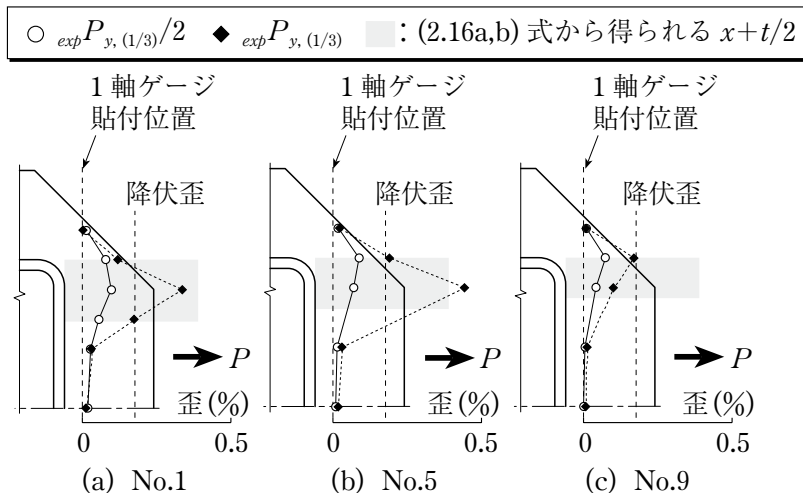 ○ exp P y, (1/3)/2 ◆ exp P y, (1/3) : (2.16a,b) 式から得られる x+t/2
1 軸ゲージ
貼付位置
降伏歪
P
歪(%)
0 0.5
(a) No.1
1 軸ゲージ
貼付位置
降伏歪
P
歪(%)
0 0.5
(b) No.5
1 軸ゲージ
貼付位置
降伏歪
P
歪(%)
0 0.5
(c) No.9